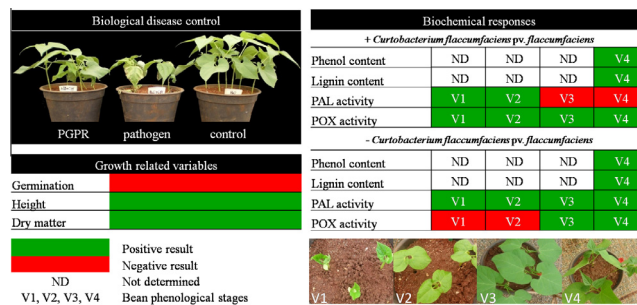 Biological disease control
PGPR pathogen control
Growth related variables
Germination
Height
Dry matter
Positive result
Negative result
ND Not determined
V1, V2, V3, V4 Bean phenological stages
Biochemical responses
+ Curtobacterium flaccumfaciens pv. flaccumfaciens
Phenol content ND ND ND V4
Lignin content ND ND ND V4
PAL activity V1 V2 V3 V4
POX activity V1 V2 V3 V4
- Curtobacterium flaccumfaciens pv. flaccumfaciens
Phenol content ND ND ND V4
Lignin content ND ND ND V4
PAL activity V1 V2 V3 V4
POX activity V1 V2 V3 V4
V1 V2 V3 V4